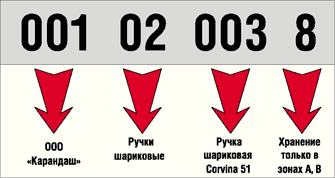 001 02 003 8
ООО
«Карандаш»
Ручки
шариковые
Ручка
шариковая
Corvina 51
Хранение
только в
зонах А, В